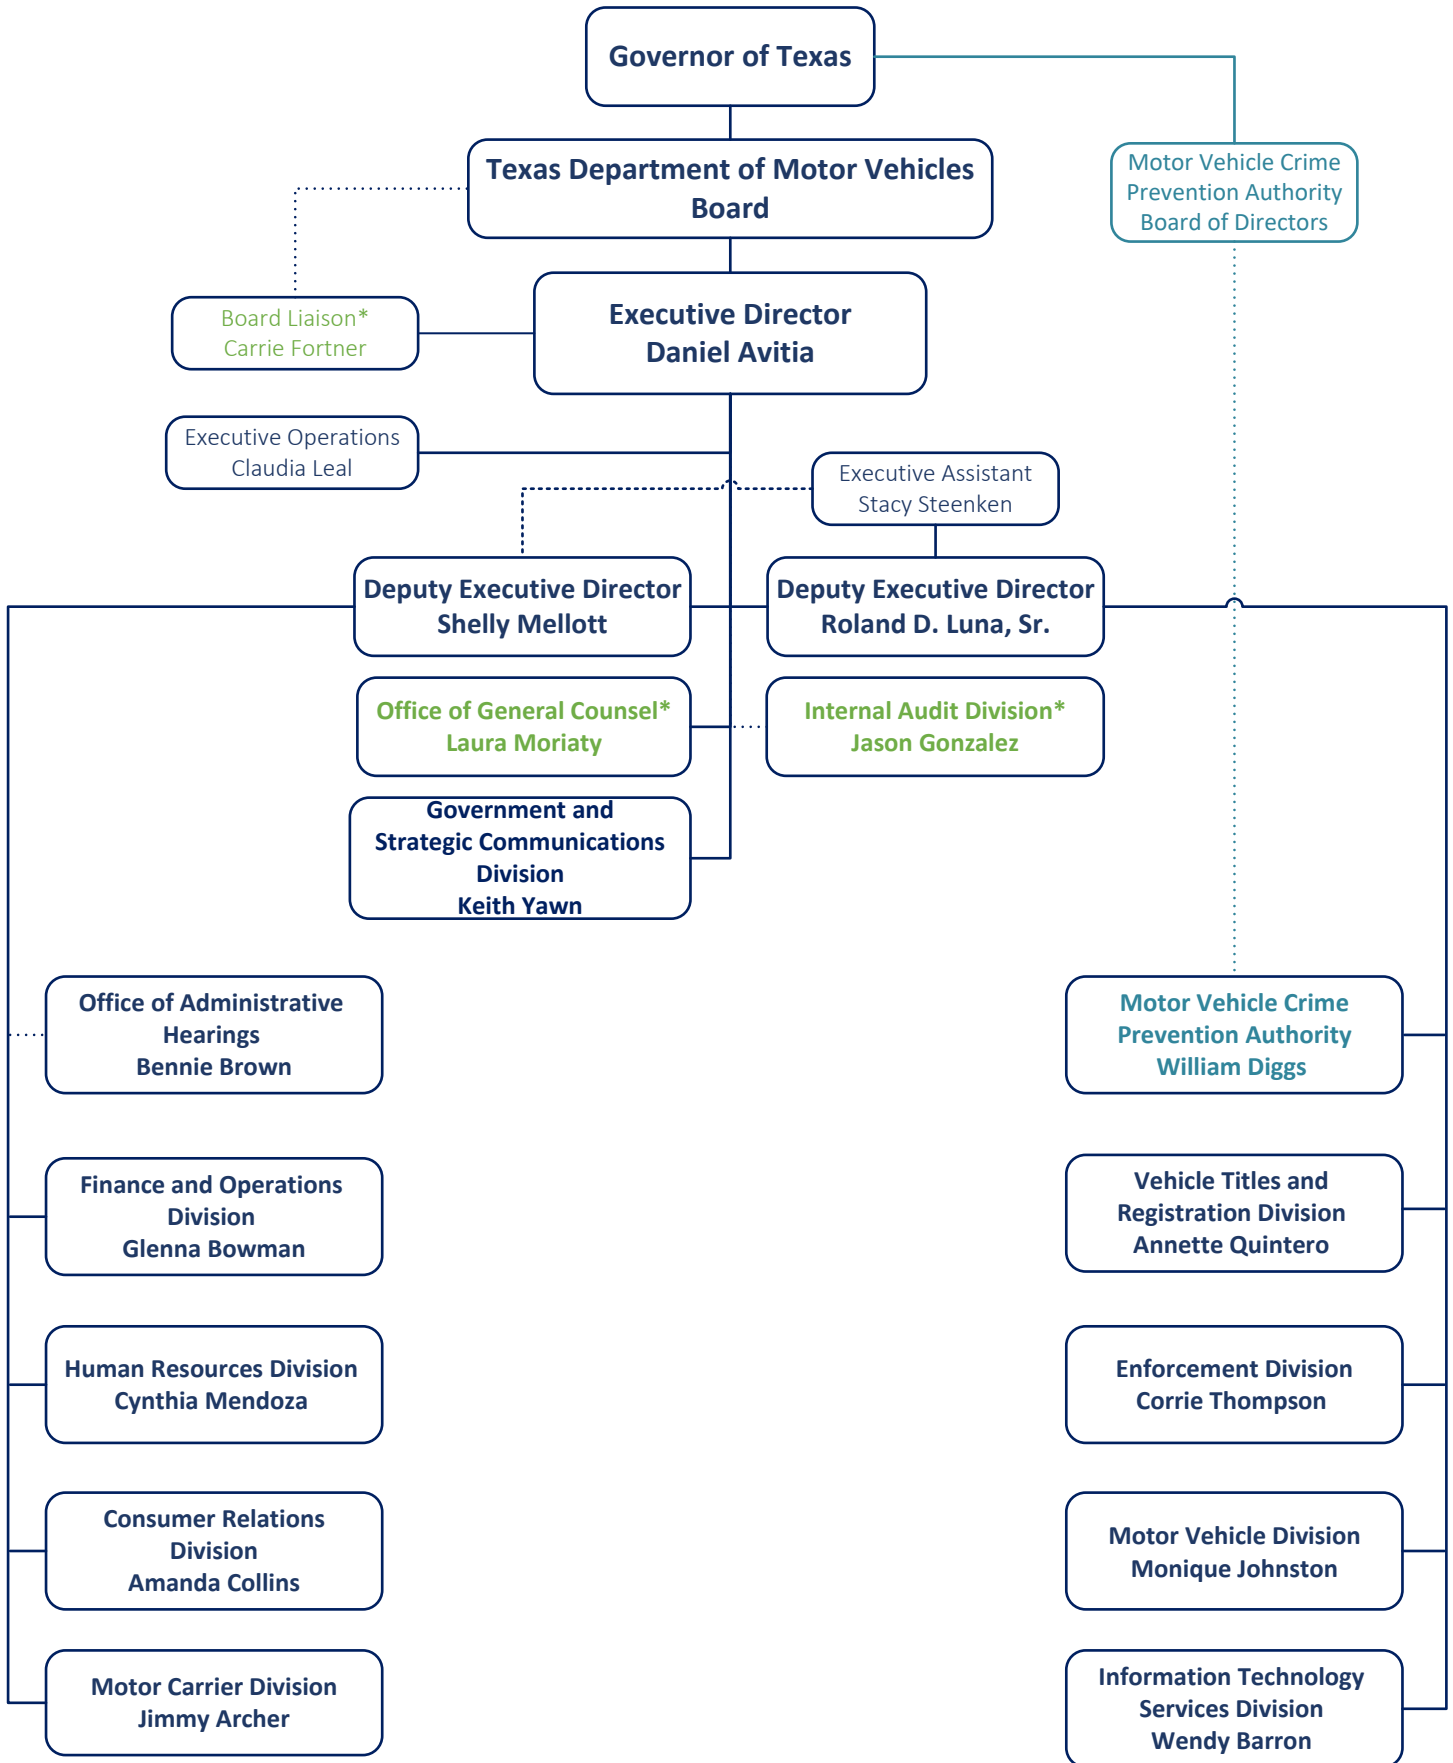 Governor of Texas
Texas Department of Motor Vehicles
Board
Motor Vehicle Crime
Prevention Authority
Board of Directors
Board Liaison*
Carrie Fortner
Executive Director
Daniel Avitia
Executive Operations
Claudia Leal
Executive Assistant
Stacy Steenken
Deputy Executive Director
Shelly Mellott
Deputy Executive Director
Roland D. Luna, Sr.
Office of General Counsel*
Laura Moriaty
Internal Audit Division*
Jason Gonzalez
Government and
Strategic Communications
Division
Keith Yawn
Office of Administrative
Hearings
Bennie Brown
Motor Vehicle Crime
Prevention Authority
William Diggs
Finance and Operations
Division
Glenna Bowman
Vehicle Titles and
Registration Division
Annette Quintero
Human Resources Division
Cynthia Mendoza
Enforcement Division
Corrie Thompson
Consumer Relations
Division
Amanda Collins
Motor Vehicle Division
Monique Johnston
Motor Carrier Division
Jimmy Archer
Information Technology
Services Division
Wendy Barron